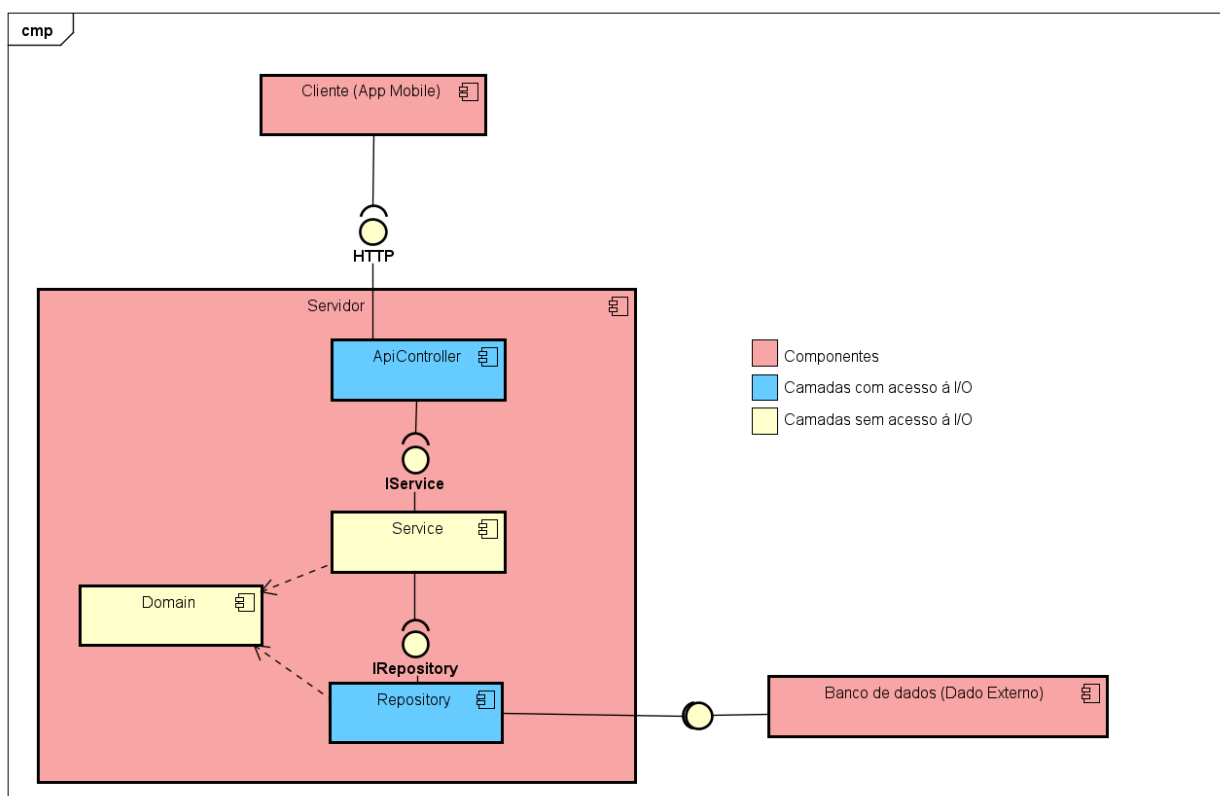 cmp
Cliente (App Mobile)
HTTP
Servidor
ApiController
Componentes
Camadas com acesso á I/O
Camadas sem acesso á I/O
IService
Service
Domain
IRepository
Repository
Banco de dados (Dado Externo)